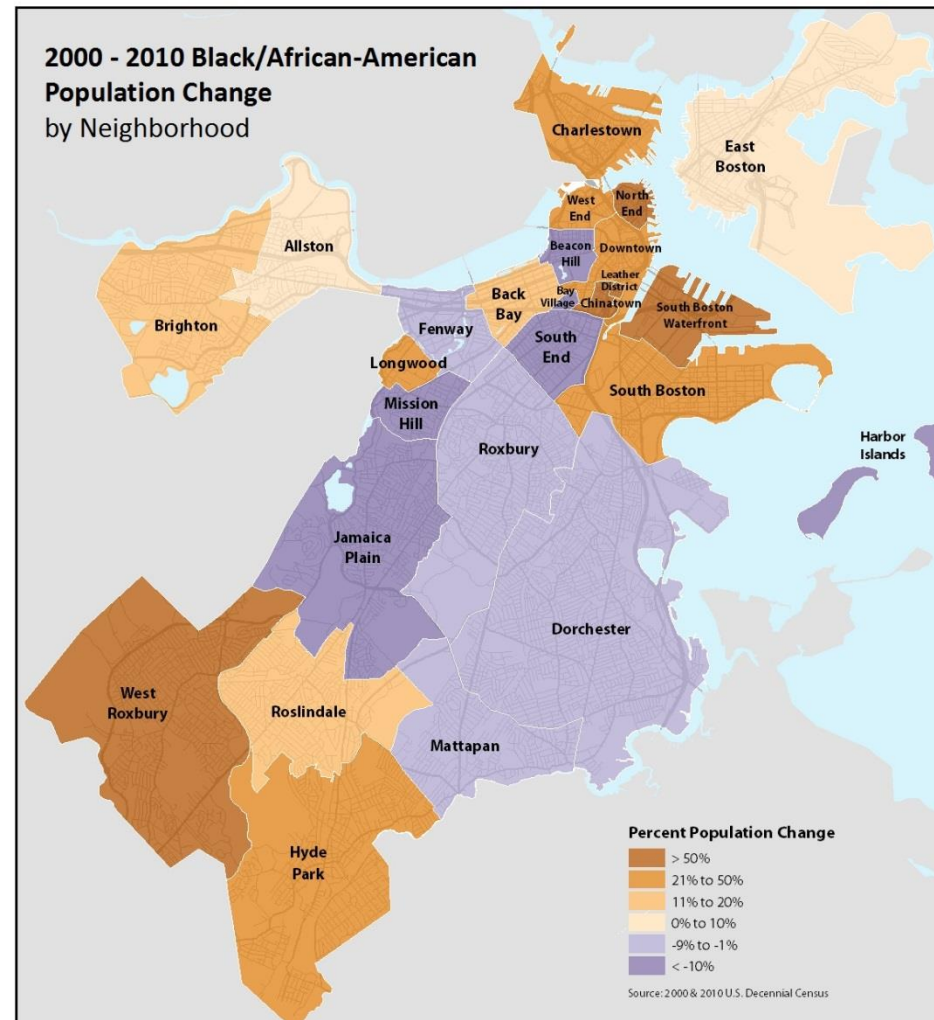 2000 - 2010 Black/African-American
Population Change
by Neighborhood
Charlestown
East
Boston
West
End
North
End
Allston
Beacon
Hill
Downtown
Leather
District
Back
Bay
Bay
Village
Chinatown
South Boston
Waterfront
Brighton
Fenway
South
End
Longwood
South Boston
Mission
Hill
Roxbury
Harbor
Islands
Jamaica
Plain
Dorchester
West
Roxbury
Roslindale
Mattapan
Hyde
Park
Percent Population Change
> 50%
21% to 50%
11% to 20%
0% to 10%
-9% to -1%
< -10%
Source: 2000 & 2010 U.S. Decennial Census